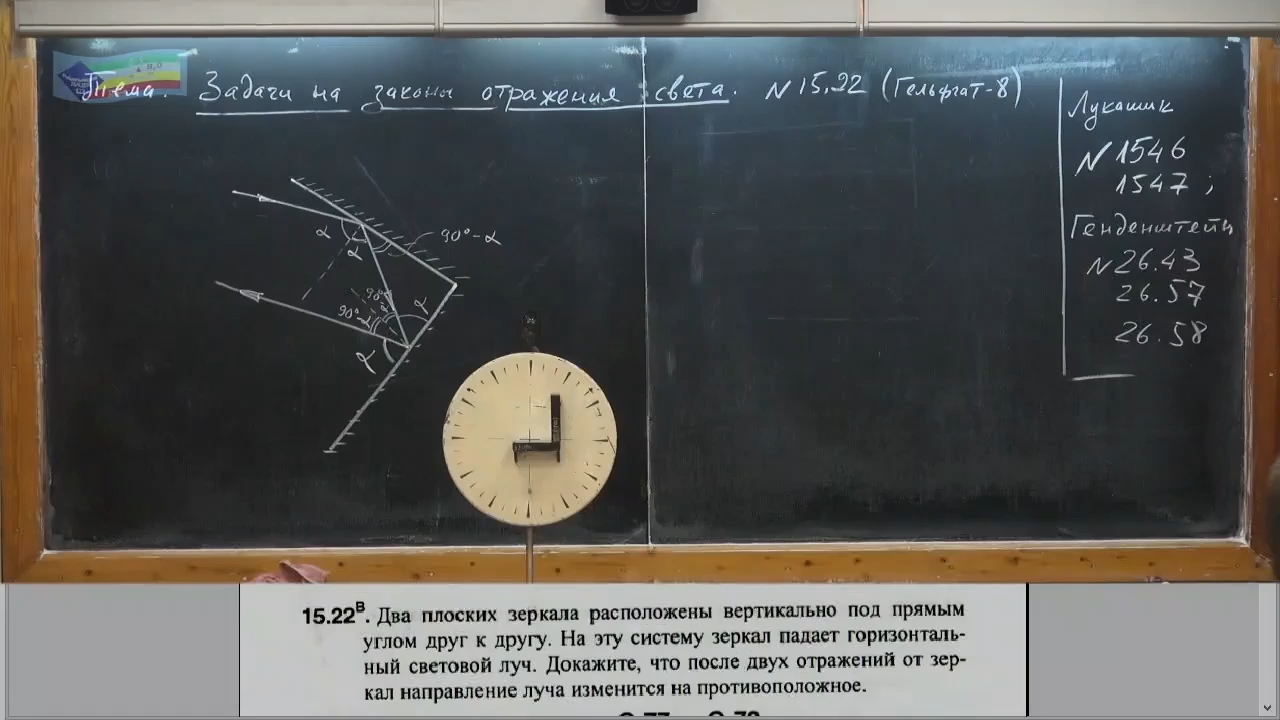 Тема. Задачи на законы отражения света. N 15.22 (Гельфгат-8)
Лукашик
N 1546
1547 ;
Генденштейн
N 26.43
26.57
26.58
α
α
90°-α
90°-α
α
90°-α
α
15.22В. Два плоских зеркала расположены вертикально под прямым
углом друг к другу. На эту систему зеркал падает горизонталь-
ный световой луч. Докажите, что после двух отражений от зер-
кал направление луча изменится на противоположное.